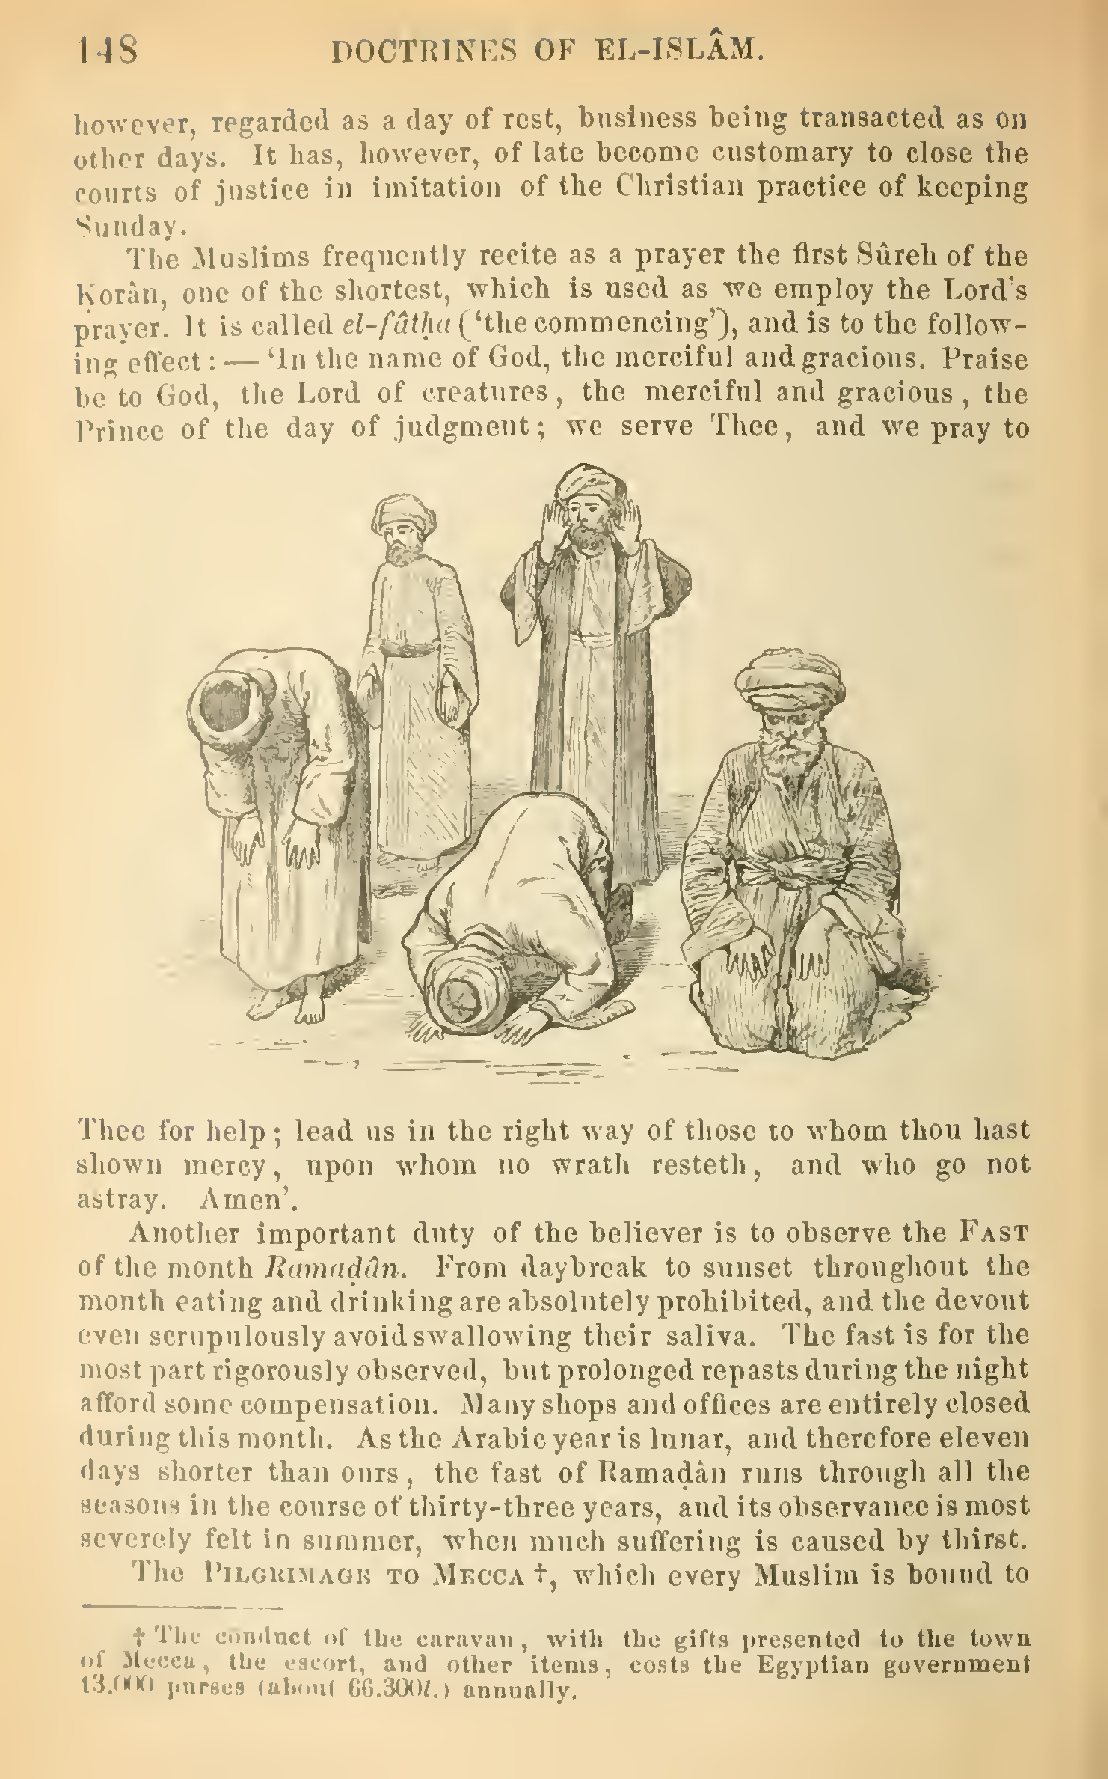 148 DOCTRINES OF EL-ISLÂM.
however, regarded as a day of rest, business being transacted as on
other days. It has, however, of late become customary to close the
courts of justice in imitation of the Christian practice of keeping
Sunday.
The Muslims frequently recite as a prayer the first Sûreh of the
Korân, one of the shortest, which is used as we employ the Lord's
prayer. It is called el-fâtḥa ('the commencing'), and is to the follow-
ing effect: — 'In the name of God, the merciful and gracious. Praise
be to God, the Lord of creatures, the merciful and gracious, the
Prince of the day of judgment; we serve Thee, and we pray to
Thee for help; lead us in the right way of those to whom thou hast
shown mercy, upon whom no wrath resteth, and who go not
astray. Amen'.
Another important duty of the believer is to observe the FAST
of the month Ramaḍân. From daybreak to sunset throughout the
month eating and drinking are absolutely prohibited, and the devout
even scrupulously avoid swallowing their saliva. The fast is for the
most part rigorously observed, but prolonged repasts during the night
afford some compensation. Many shops and offices are entirely closed
during this month. As the Arabic year is lunar, and therefore eleven
days shorter than ours, the fast of Ramaḍân runs through all the
seasons in the course of thirty-three years, and its observance is most
severely felt in summer, when much suffering is caused by thirst.
The PILGRIMAGE TO MECCA †, which every Muslim is bound to
† The conduct of the caravan, with the gifts presented to the town
of Mecca, the escort, and other items, costs the Egyptian government
13.000 purses (about 66.300l.) annually.